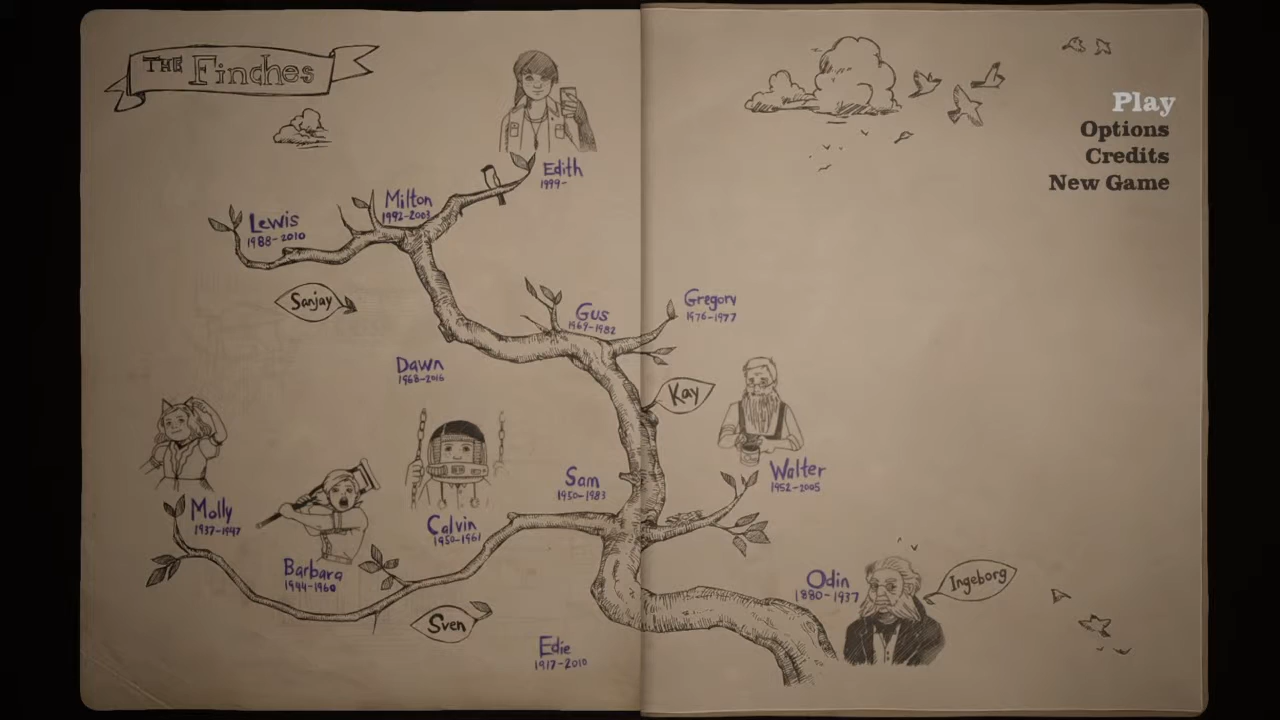 THE Finches
Play
Options
Credits
New Game
Edith
1999-
Milton
1992-2003
Lewis
1988-2010
Sanjay
Gus
1969-1982
Gregory
1976-1977
Dawn
1968-2016
Kay
Sam
1950-1983
Walter
1952-2005
Molly
1937-1947
Calvin
1950-1961
Barbara
1944-1960
Odin
1880-1937
Ingeborg
Sven
Edie
1917-2010